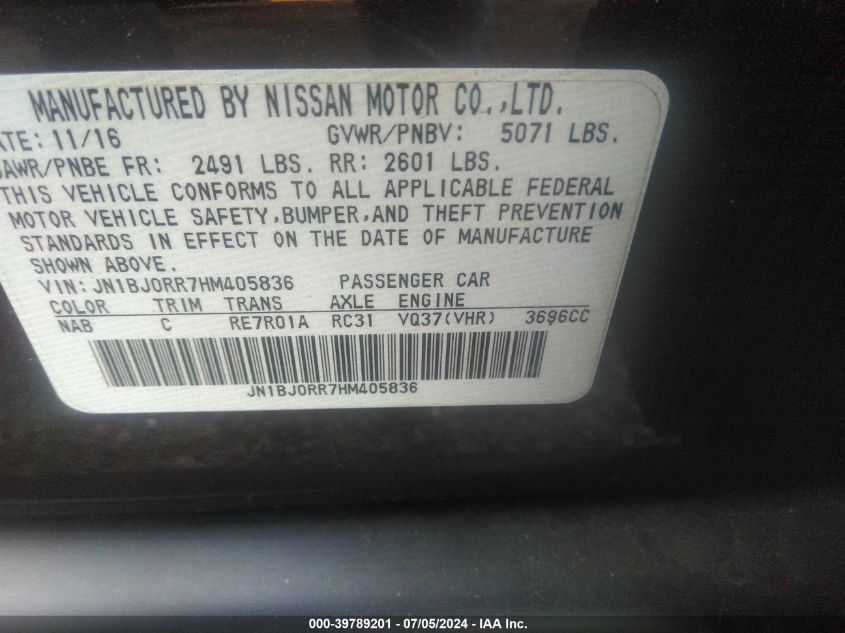 MANUFACTURED BY NISSAN MOTOR CO.,LTD.
ATE: 11/16 GVWR/PNBV: 5071 LBS.
GAWR/PNBE FR: 2491 LBS. RR: 2601 LBS.
THIS VEHICLE CONFORMS TO ALL APPLICABLE FEDERAL
MOTOR VEHICLE SAFETY,BUMPER,AND THEFT PREVENTION
STANDARDS IN EFFECT ON THE DATE OF MANUFACTURE
SHOWN ABOVE.
VIN: JN1BJ0RR7HM405836 PASSENGER CAR
COLOR TRIM TRANS AXLE ENGINE
NAB C RE7R01A RC31 VQ37(VHR) 3696CC
JN1BJ0RR7HM405836
000-39789201 - 07/05/2024 - IAA Inc.